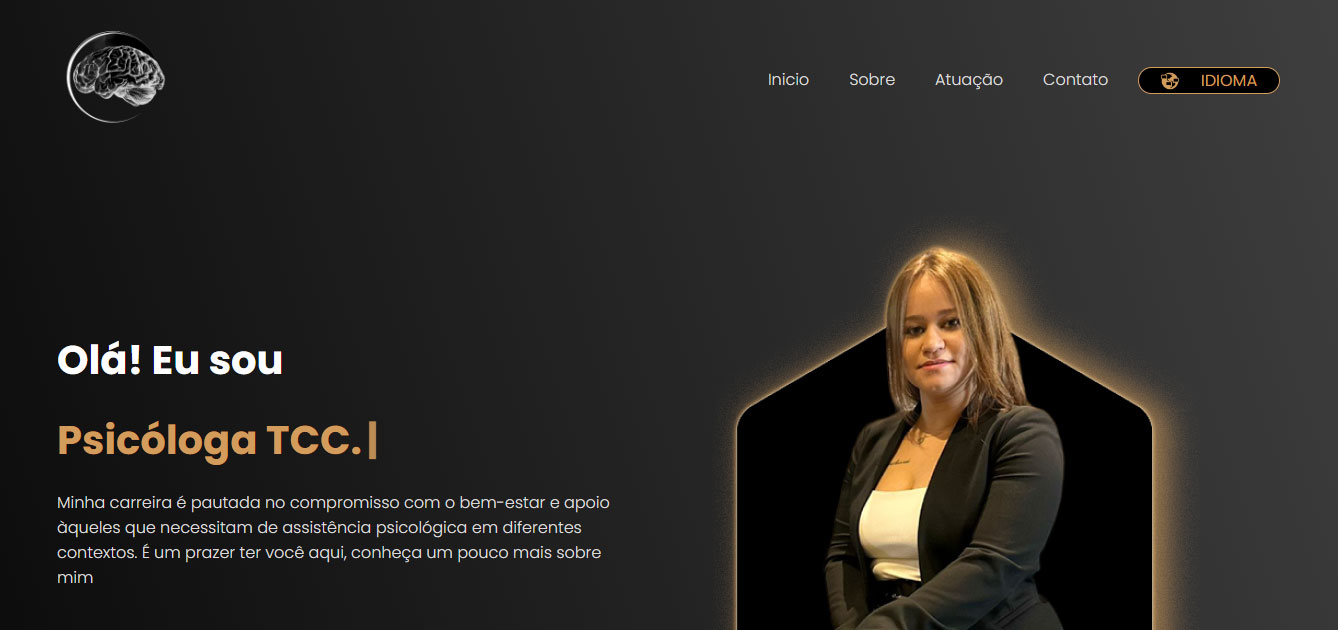 Inicio Sobre Atuação Contato IDIOMA
Olá! Eu sou
Psicóloga TCC.
Minha carreira é pautada no compromisso com o bem-estar e apoio
àqueles que necessitam de assistência psicológica em diferentes
contextos. É um prazer ter você aqui, conheça um pouco mais sobre
mim